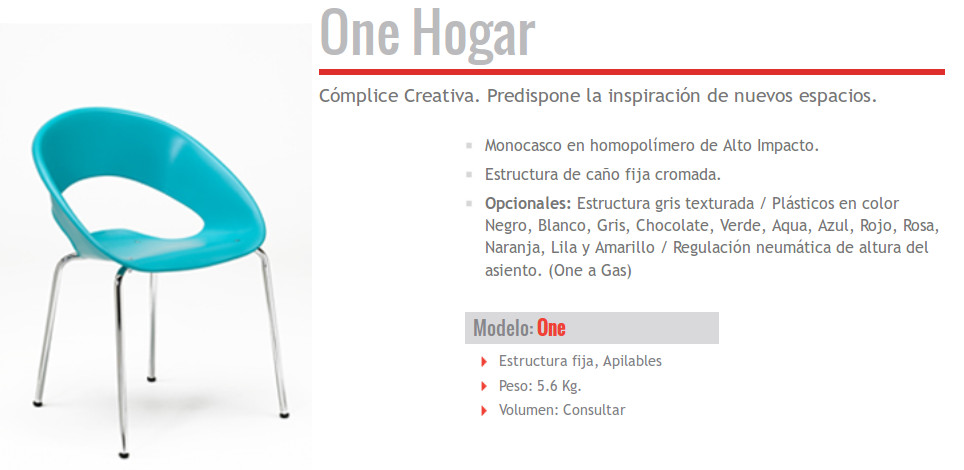 One Hogar
Cómplice Creativa. Predispone la inspiración de nuevos espacios.
Monocasco en homopolímero de Alto Impacto.
Estructura de caño fija cromada.
Opcionales: Estructura gris texturada / Plásticos en color
Negro, Blanco, Gris, Chocolate, Verde, Aqua, Azul, Rojo, Rosa,
Naranja, Lila y Amarillo / Regulación neumática de altura del
asiento. (One a Gas)
Modelo: One
Estructura fija, Apilables
Peso: 5.6 Kg.
Volumen: Consultar